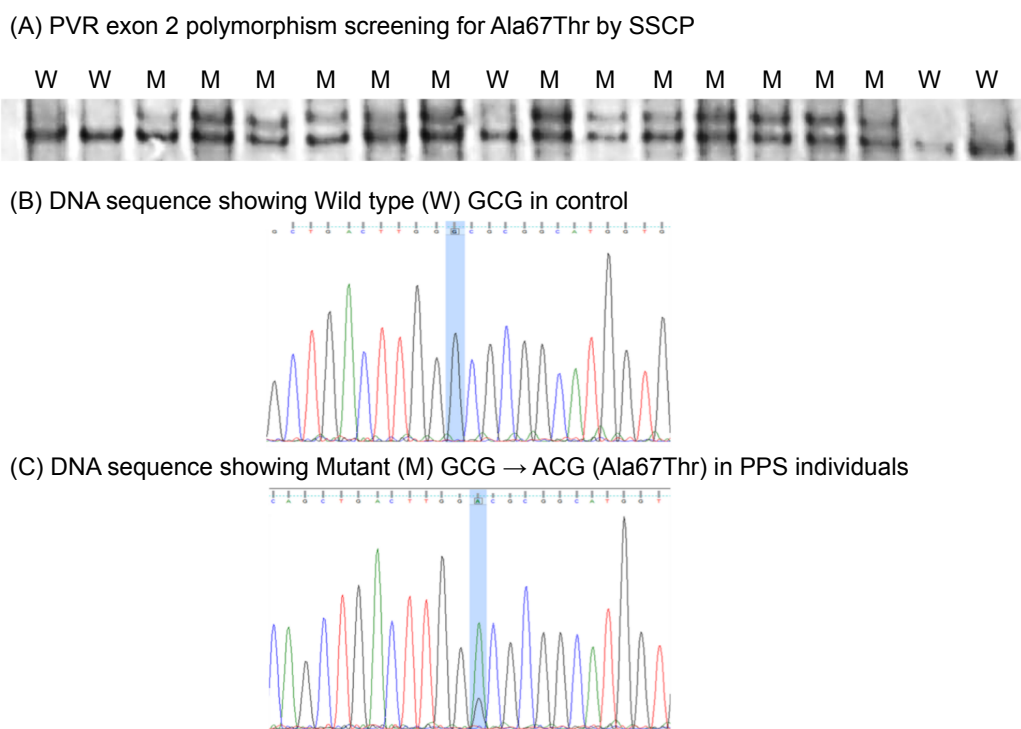 (A) PVR exon 2 polymorphism screening for Ala67Thr by SSCP
W W M M M M M M W M M M M M M M W W
(B) DNA sequence showing Wild type (W) GCG in control
G C T G A C T T G G G C G C G G C A T G G T G
(C) DNA sequence showing Mutant (M) GCG → ACG (Ala67Thr) in PPS individuals
C A G C T G A C T T G G A C G C G G C A T G G T